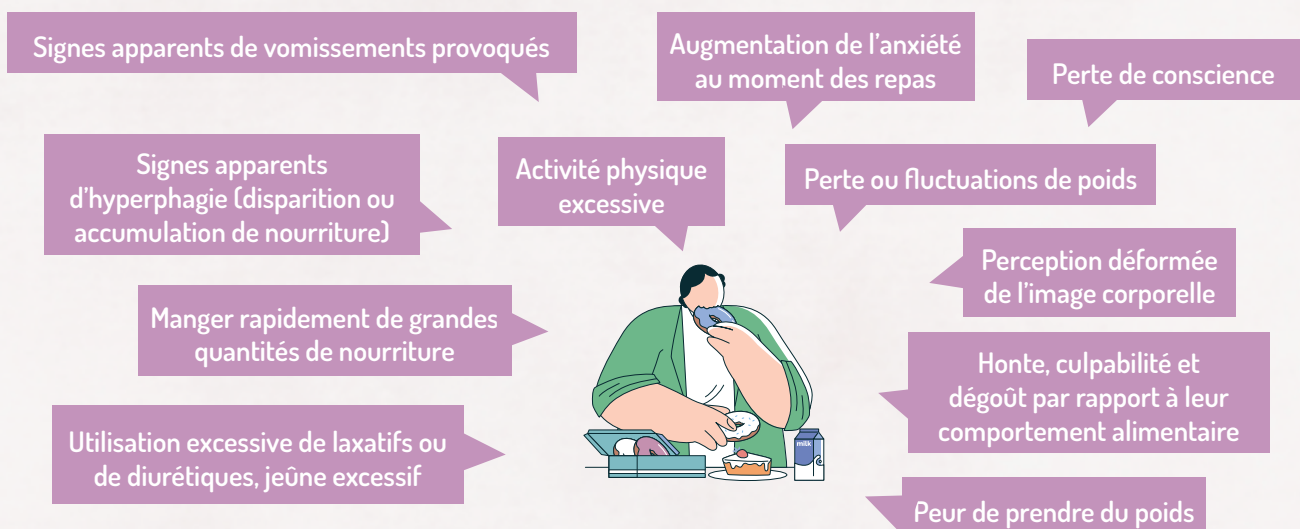 Signes apparents de vomissements provoqués
Augmentation de l'anxiété
au moment des repas
Perte de conscience
Signes apparents
d'hyperphagie (disparition ou
accumulation de nourriture)
Activité physique
excessive
Perte ou fluctuations de poids
Perception déformée
de l'image corporelle
Manger rapidement de grandes
quantités de nourriture
Honte, culpabilité et
dégoût par rapport à leur
comportement alimentaire
Utilisation excessive de laxatifs ou
de diurétiques, jeûne excessif
milk
Peur de prendre du poids